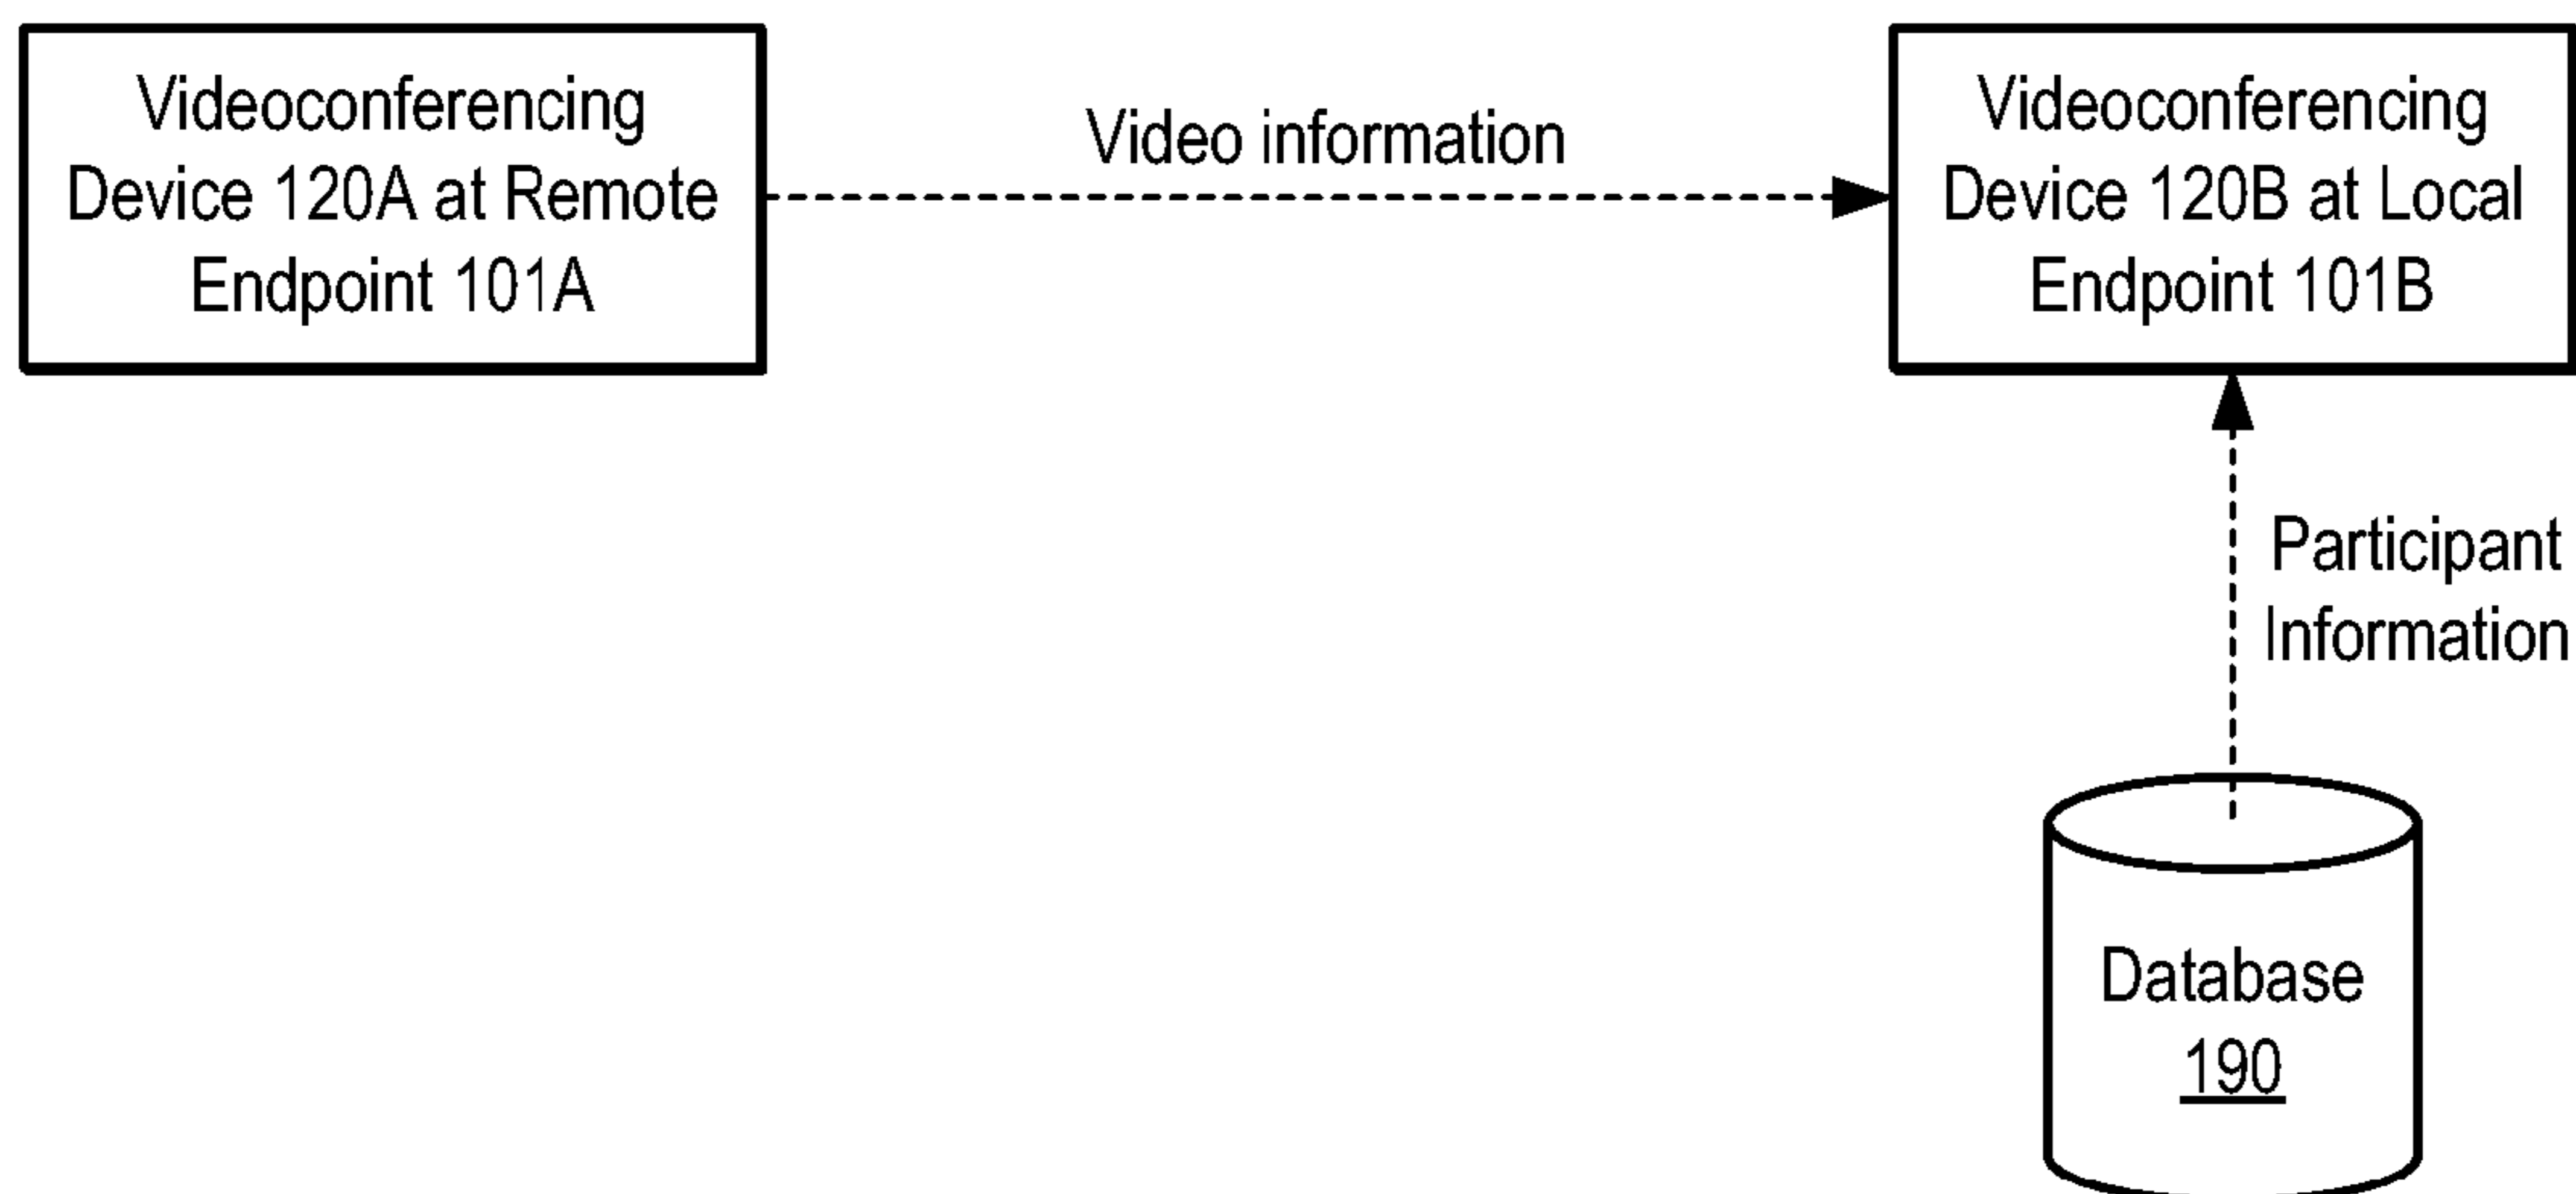 Videoconferencing
Device 120A at Remote
Endpoint 101A
Video information
Videoconferencing
Device 120B at Local
Endpoint 101B
Participant
Information
Database
190